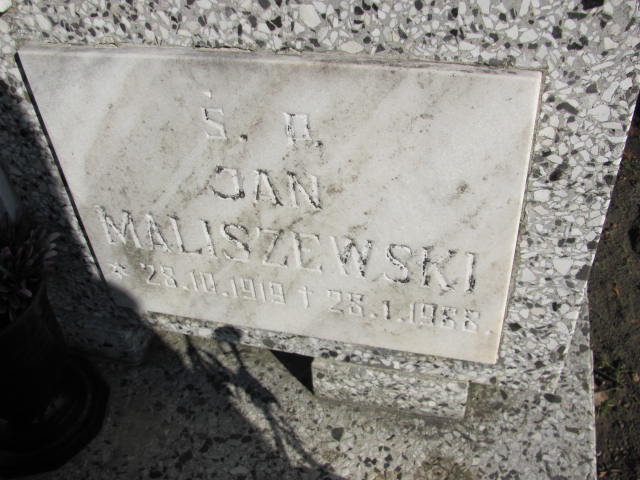 Ś. P.
JAN
MALISZEWSKI
* 28.10.1919 † 28.1.1988.